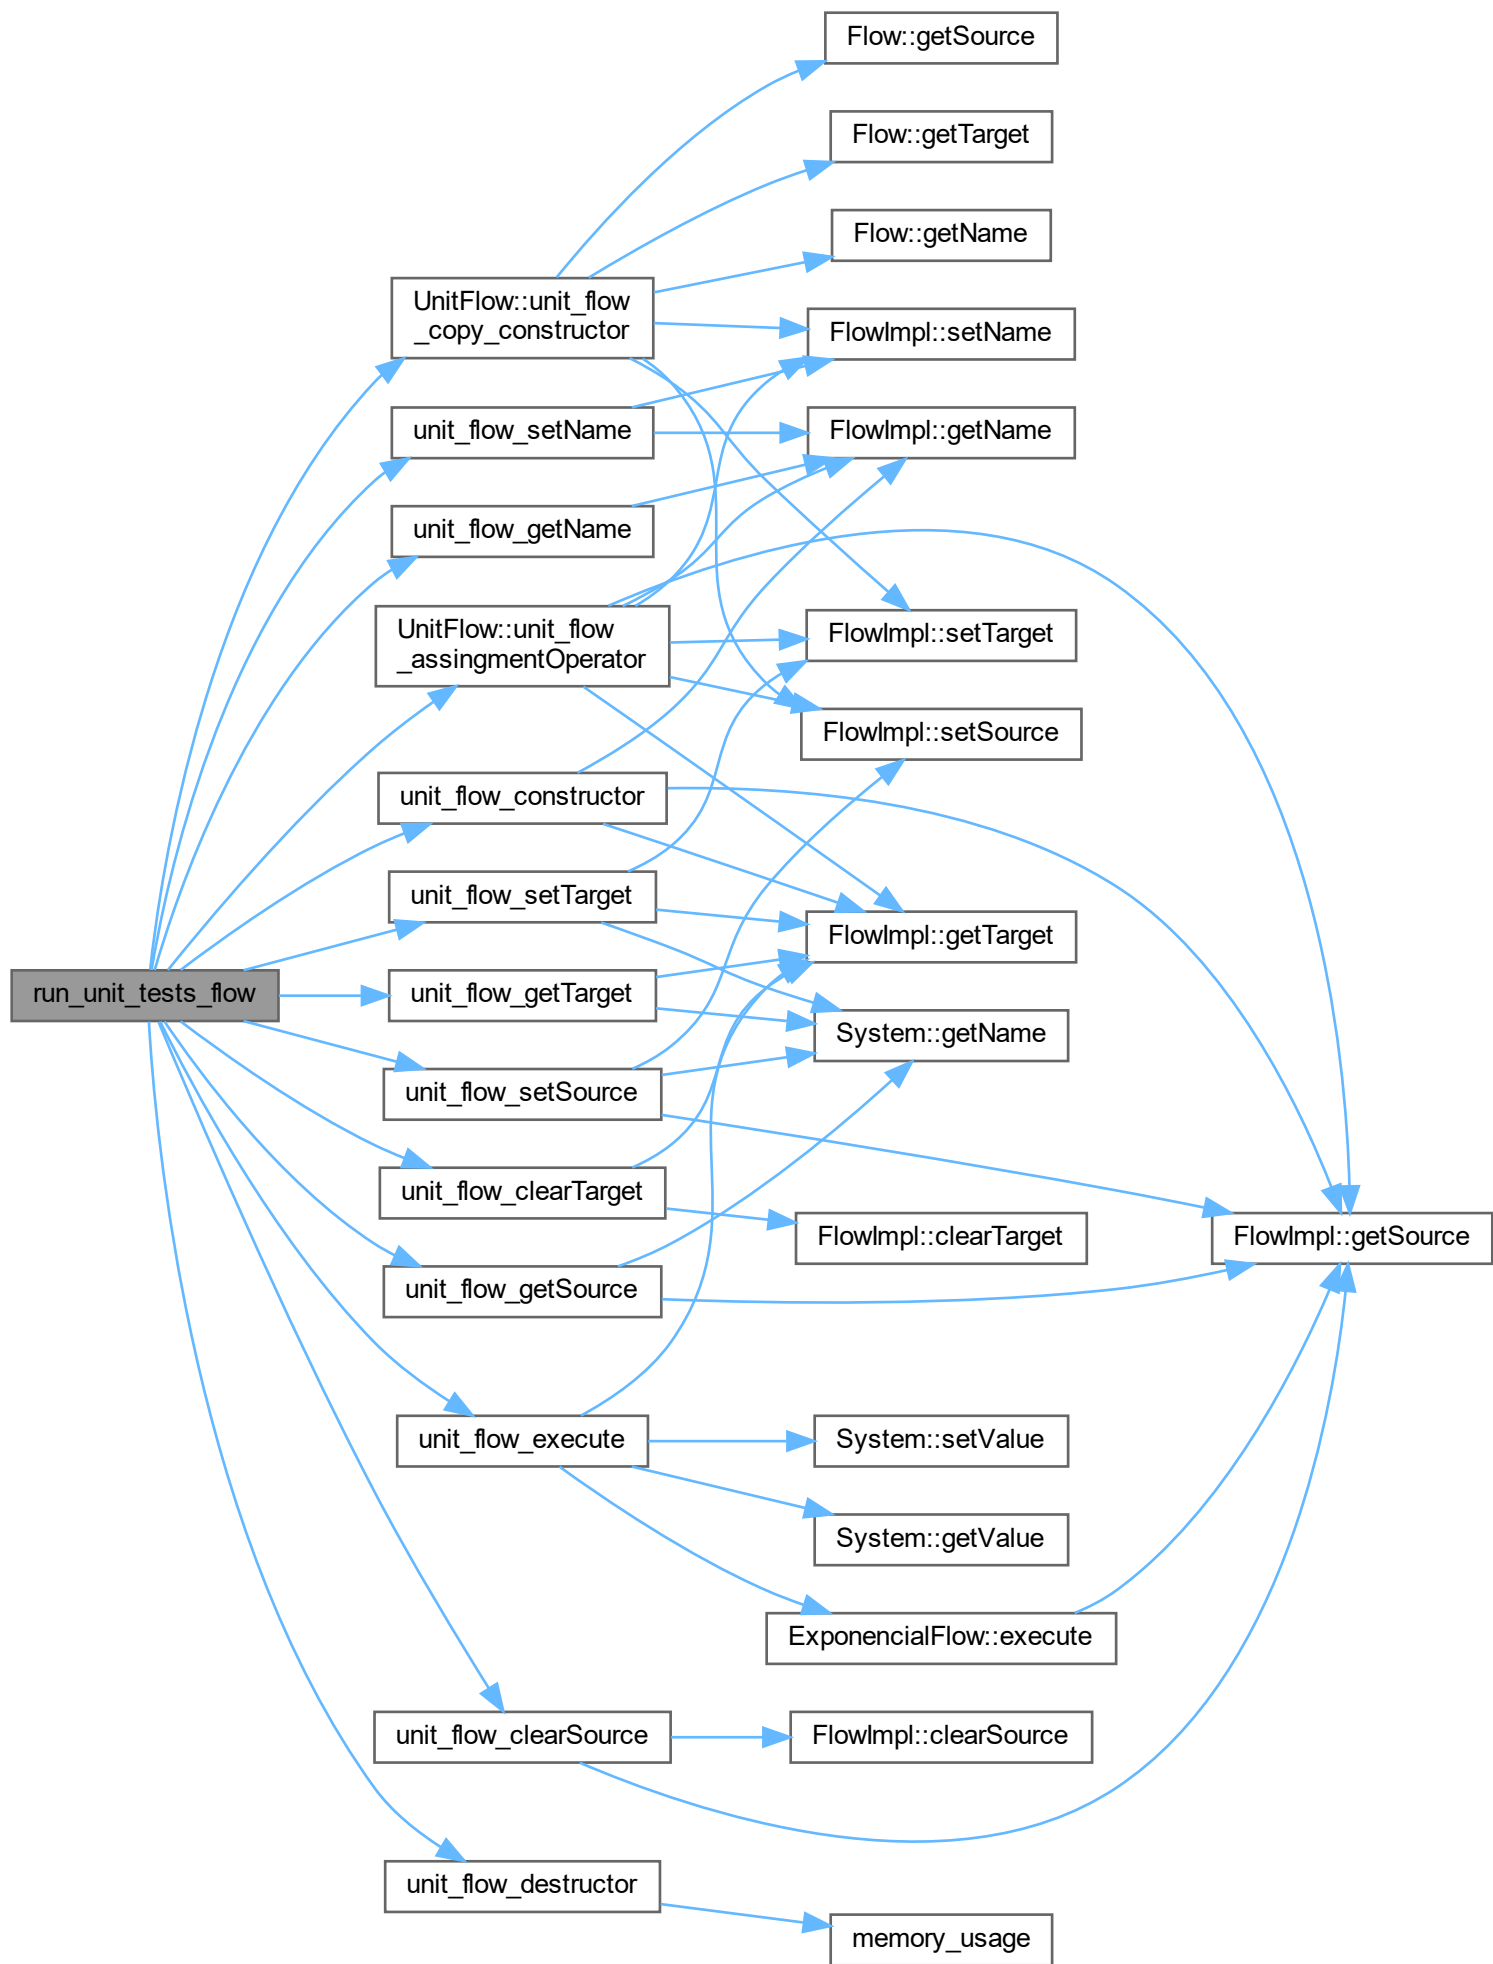 Flow::getSource
Flow::getTarget
Flow::getName
UnitFlow::unit_flow
_copy_constructor
FlowImpl::setName
unit_flow_setName
FlowImpl::getName
unit_flow_getName
UnitFlow::unit_flow
_assingmentOperator
FlowImpl::setTarget
FlowImpl::setSource
unit_flow_constructor
unit_flow_setTarget
FlowImpl::getTarget
run_unit_tests_flow
unit_flow_getTarget
System::getName
unit_flow_setSource
unit_flow_clearTarget
FlowImpl::clearTarget
FlowImpl::getSource
unit_flow_getSource
unit_flow_execute
System::setValue
System::getValue
ExponencialFlow::execute
unit_flow_clearSource
FlowImpl::clearSource
unit_flow_destructor
memory_usage